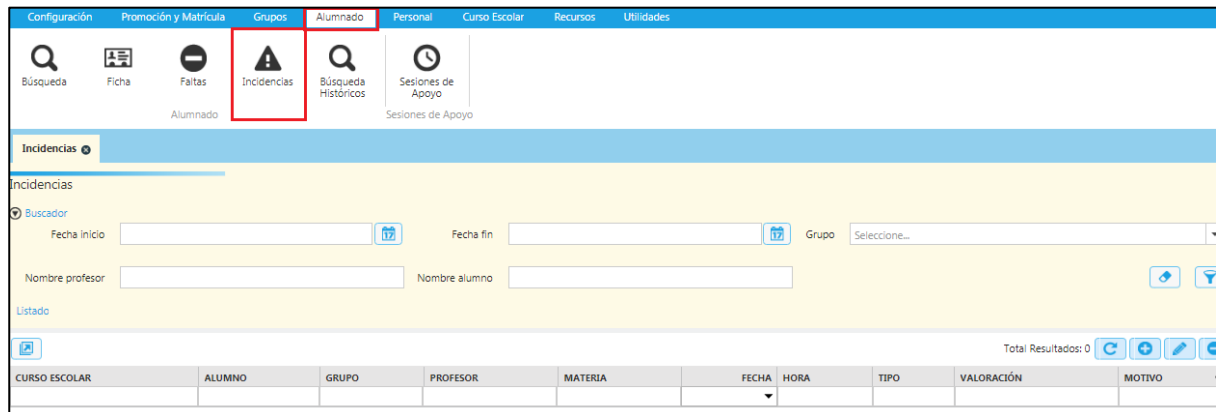 Configuración Promoción y Matrícula Grupos Alumnado Personal Curso Escolar Recursos Utilidades
Búsqueda Ficha Faltas Incidencias Búsqueda Históricos Sesiones de Apoyo
Alumnado Sesiones de Apoyo
Incidencias
Incidencias
Buscador
Fecha inicio 17 Fecha fin 17 Grupo Seleccione...
Nombre profesor Nombre alumno
Listado
Total Resultados: 0
CURSO ESCOLAR ALUMNO GRUPO PROFESOR MATERIA FECHA HORA TIPO VALORACIÓN MOTIVO